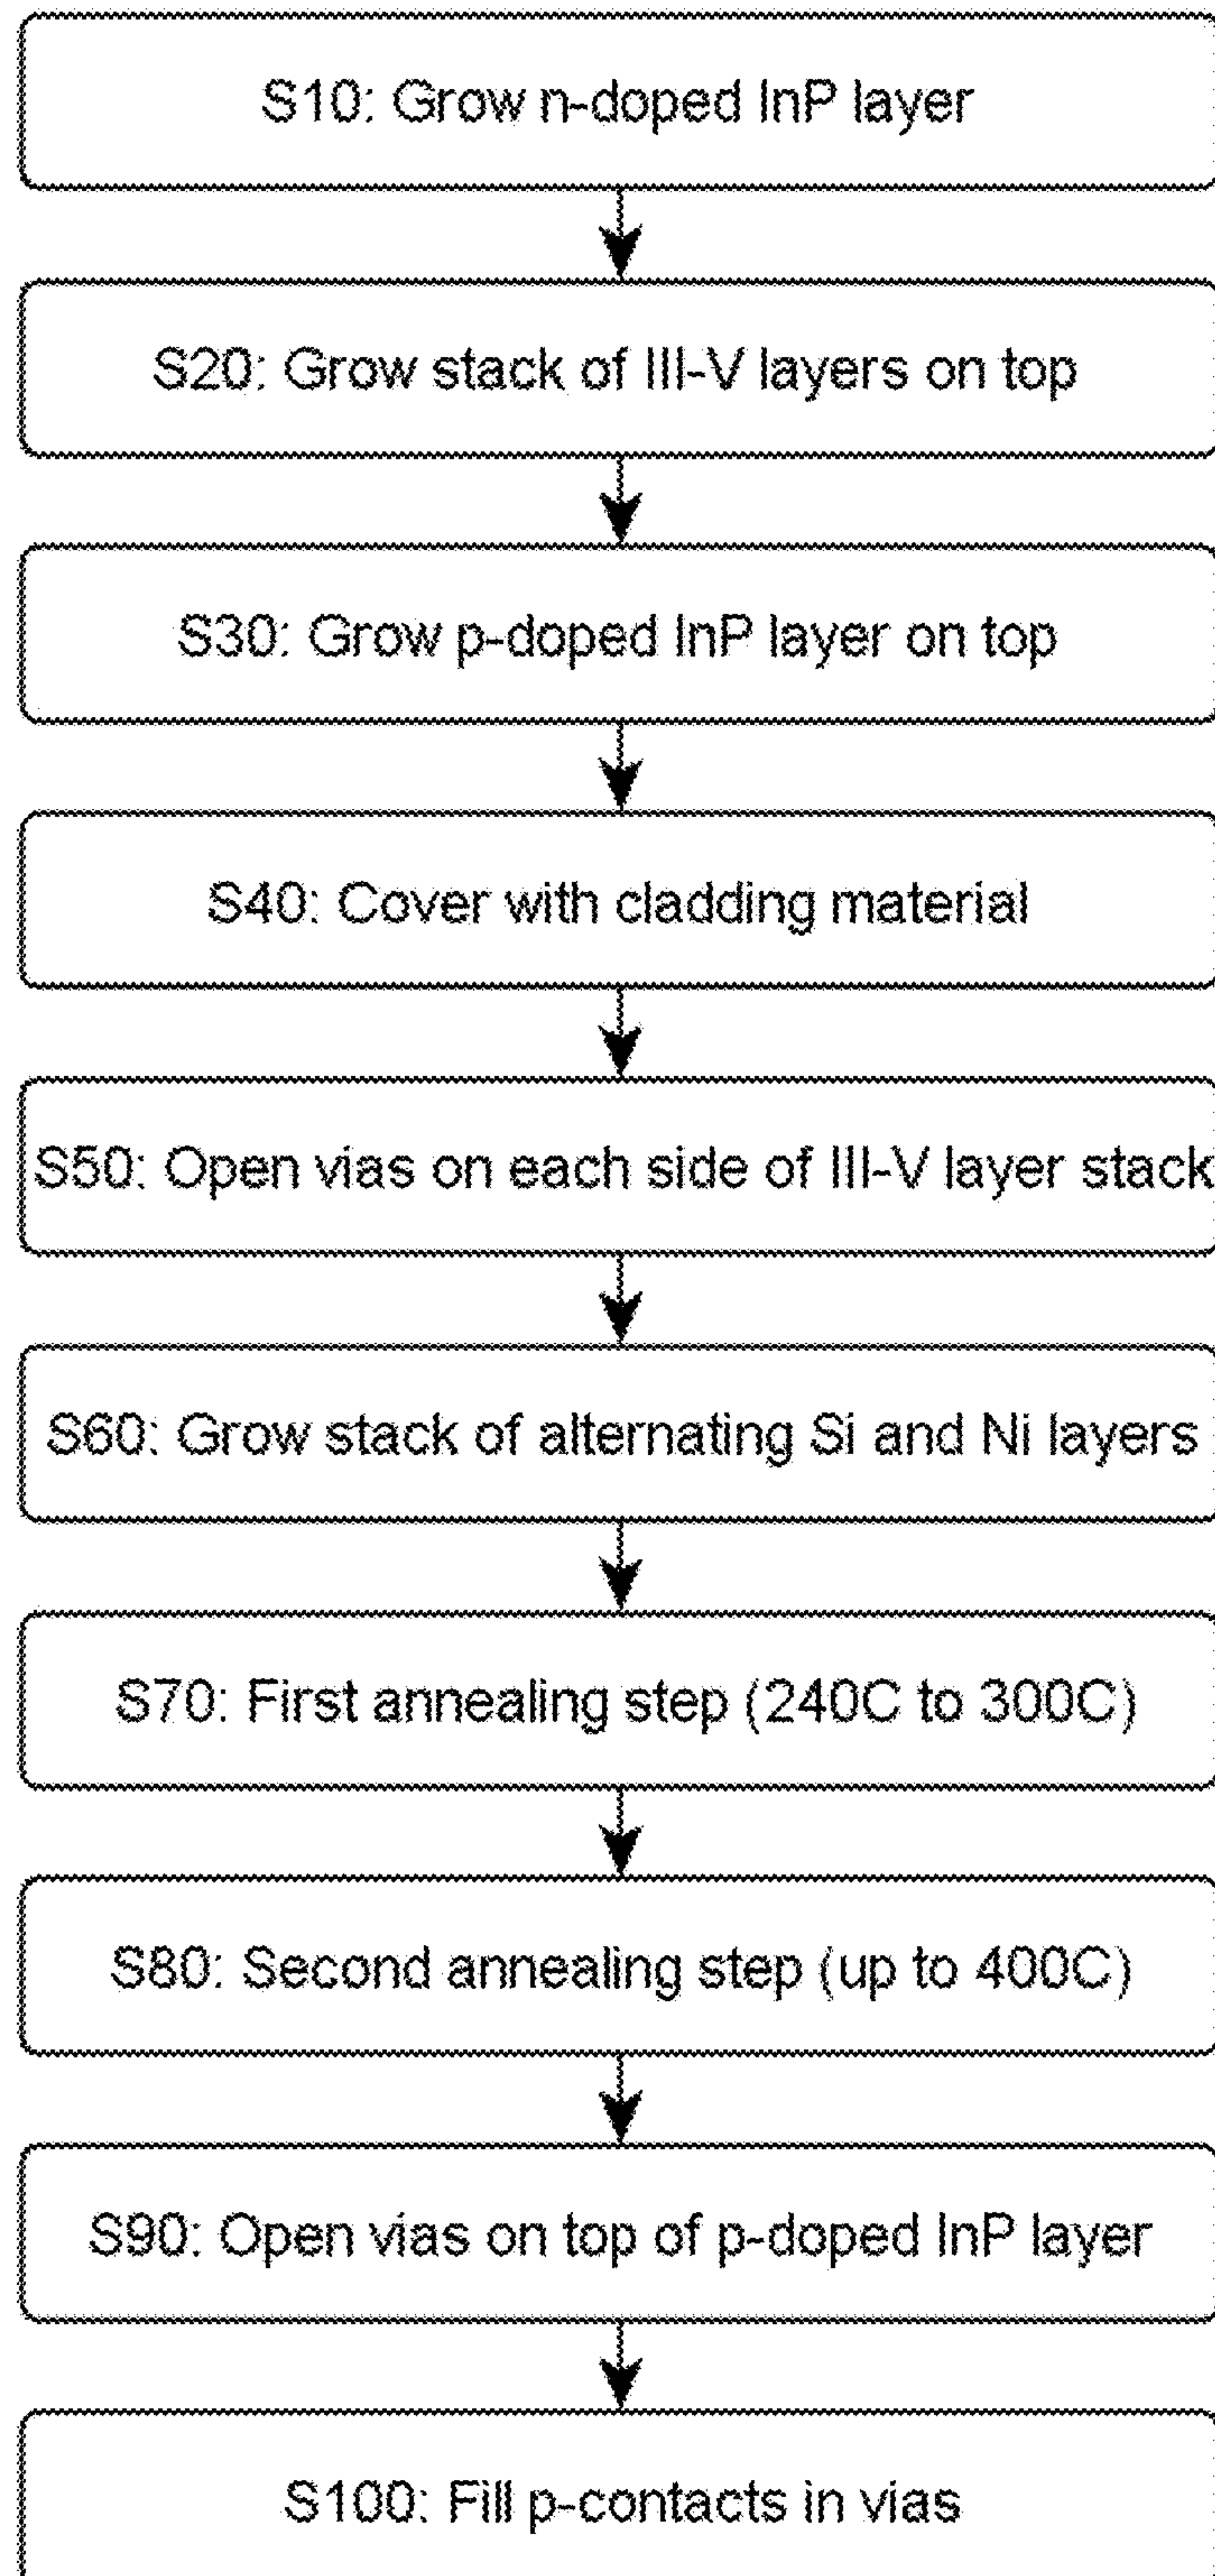 S10: Grow n-doped InP layer
S20: Grow stack of III-V layers on top
S30: Grow p-doped InP layer on top
S40: Cover with cladding material
S50: Open vias on each side of III-V layer stack
S60: Grow stack of alternating Si and Ni layers
S70: First annealing step (240C to 300C)
S80: Second annealing step (up to 400C)
S90: Open vias on top of p-doped InP layer
S100: Fill p-contacts in vias